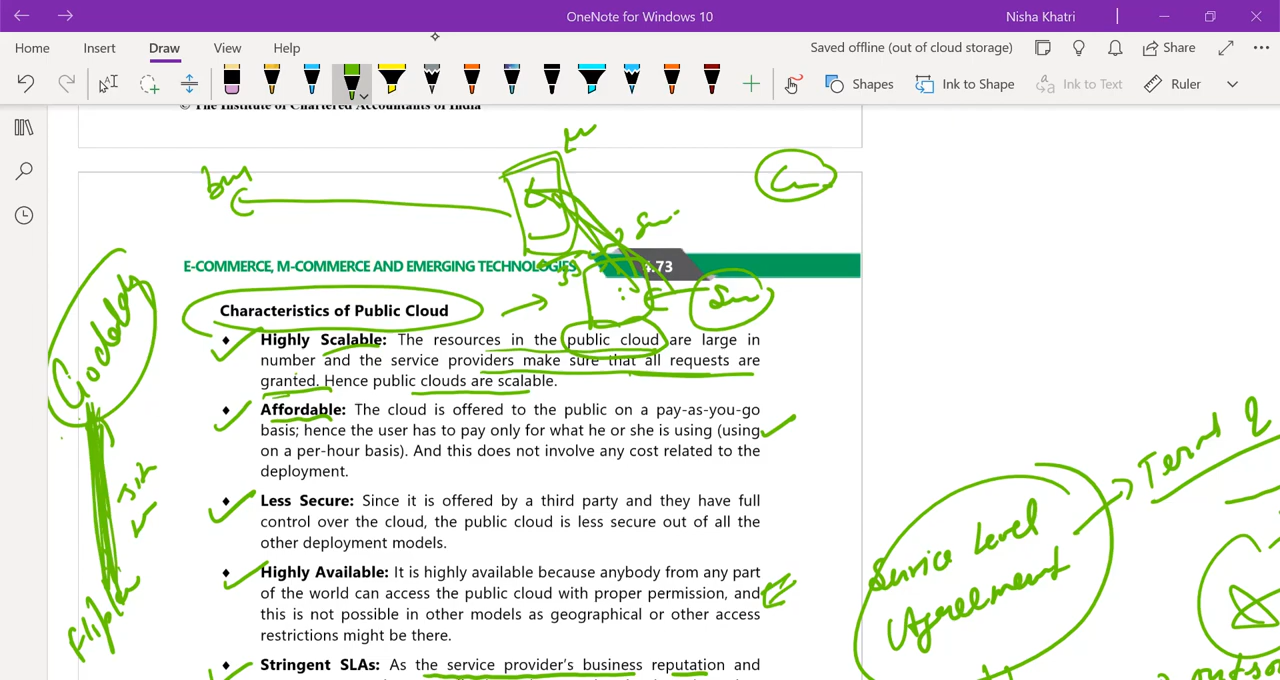 OneNote for Windows 10
Nisha Khatri
Home Insert Draw View Help
Saved offline (out of cloud storage)
Share
Shapes
Ink to Shape
Ink to Text
Ruler
© The Institute of Chartered Accountants of India
E-COMMERCE, M-COMMERCE AND EMERGING TECHNOLOGIES
4.73
Characteristics of Public Cloud
♦ Highly Scalable: The resources in the public cloud are large in
number and the service providers make sure that all requests are
granted. Hence public clouds are scalable.
♦ Affordable: The cloud is offered to the public on a pay-as-you-go
basis; hence the user has to pay only for what he or she is using (using
on a per-hour basis). And this does not involve any cost related to the
deployment.
♦ Less Secure: Since it is offered by a third party and they have full
control over the cloud, the public cloud is less secure out of all the
other deployment models.
♦ Highly Available: It is highly available because anybody from any part
of the world can access the public cloud with proper permission, and
this is not possible in other models as geographical or other access
restrictions might be there.
♦ Stringent SLAs: As the service provider's business reputation and
Service Level
Agreement